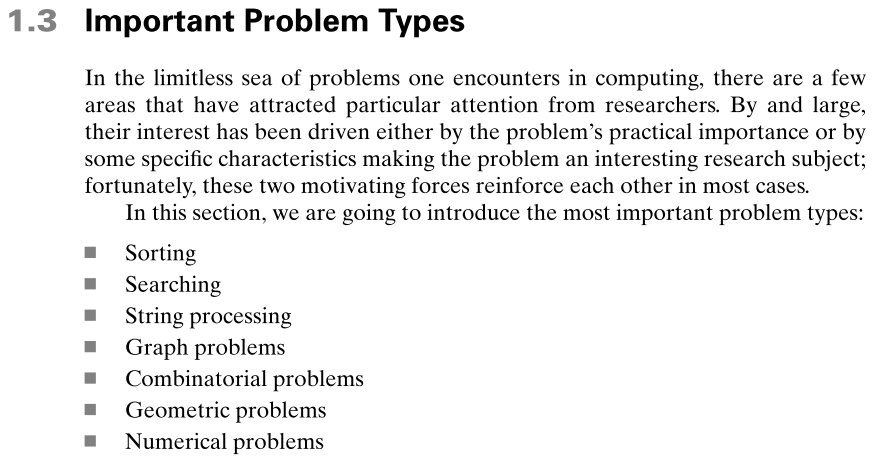 1.3 Important Problem Types
In the limitless sea of problems one encounters in computing, there are a few
areas that have attracted particular attention from researchers. By and large,
their interest has been driven either by the problem's practical importance or by
some specific characteristics making the problem an interesting research subject;
fortunately, these two motivating forces reinforce each other in most cases.
In this section, we are going to introduce the most important problem types:
■ Sorting
■ Searching
■ String processing
■ Graph problems
■ Combinatorial problems
■ Geometric problems
■ Numerical problems